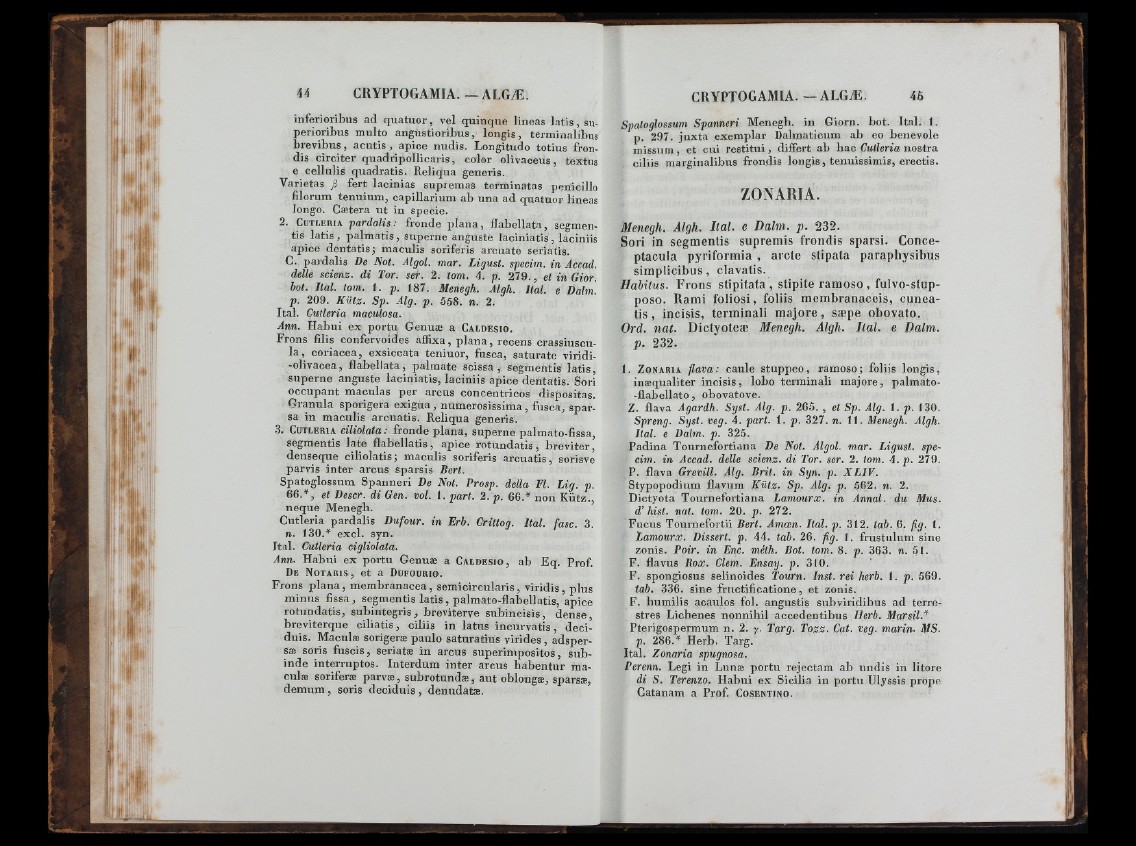 44 CRYPTOGAMIA. — ALGÆ.
inferioribus ad quatuor, vel quinque lineas latis, su-
perioribus multo angustioribus, longis, terminalibus
brevibus, acutis, apice nudis. Longitudo totius fron-
dis circiter quadripollicaris, color olivaceus, textus
e cellulis quadratis. Reliqua generis.
Varietas β fert lacinias supremas terminatas penicillo
filorum tenuium, capillarium ab una ad quatuor lineas
longo. Cætera ut in specie.
2. CUTLERIA pardalis: fronde plana, flabellata, segmen-
tis latis, palmatis, superne anguste laciniatis, laciniis
apice dentatis; maculis soriferis arcuato seriatis.
C. pardalis De Not. Algol. mar. Ligust. specim. in Accad.
delle scienz. di Tor. ser. 2. tom. 4. p. 279., et in Gior.
bot. Ital. tom. 1. p. 187. Menegh. Algh. Ital. e Dalm.
p. 209. Kütz. Sp. Alg. p. 558. n. 2.
Ital. Cutleria maculosa.
Ann. Habui ex portu Genuæ a CALDESIO.
Frons filis confervoides affixa, plana, recens crassiuscu-
la, coriacea, exsiccata tenuior, fusca, saturate viridi-
-olivacea, flabellata, palmate scissa, segmentis latis,
superne anguste laciniatis, laciniis apice dentatis. Sori
occupant maculas per arcus concentricos dispositas.
Granula sporigera exigua, numerosissima, fusca, spar-
sa in maculis arcuatis. Reliqua generis.
3. CUTLERIA ciliolata: fronde plana, superne palmato-fissa,
segmentis late flabellatis, apice rotundatis, breviter,
denseque ciliolatis; maculis soriferis arcuatis, sorisve
parvis inter arcus sparsis Bert.
Spatoglossum Spanneri De Not. Prosp. della Fl. Lig. p.
66.*, et Descr. di Gen. vol. 1. part. 2. p. 66.* non Kütz.,
neque Menegh.
Cutleria pardalis Dufour. in Erb. Crittog. Ital. fasc. 3.
n. 130.* excl. syn.
Ital. Cutleria cigliolata.
Ann. Habui ex portu Genuæ a CALDESIO, ab Eq. Prof.
DE NOTARIS, et a DUFOURIO.
Frons plana, membranacea, semicircularis, viridis, plus
minus fissa, segmentis latis, palmato-flabellatis, apice
rotundatis, subintegris, breviterve subincisis, dense,
breviterque ciliatis, ciliis in latus incurvatis, deci-
duis. Maculæ sorigeræ paulo saturatius virides, adsper-
sæ soris fuscis, seriatæ in arcus superimpositos, sub-
inde interruptos. Interdum inter arcus habentur ma-
culæ soriferæ parvæ, subrotundæ, aut oblongæ, sparsæ,
demum, soris deciduis, denudatæ.
CRYPTOGAMIA. — ALGÆ. 45
Spatoglossum Spanneri Menegh. in Giorn. bot. Ital. 1.
p. 297. juxta exemplar Dalmaticum ab eo benevole
missum, et cui restitui, differt ab hac Cutleria nostra
ciliis marginalibus frondis longis, tenuissimis, erectis.
ZONARIA.
Menegh. Algh. Ital. e Dalm. p. 232.
Sori in segmentis supremis frondis sparsi. Conce-
ptacula pyriformia, arcte stipata paraphysibus
simplicibus, clavatis.
Habitus. Frons stipitata, stipite ramoso, fulvo-stup-
poso. Rami foliosi, foliis membranaceis, cunea-
tis, incisis, terminali majore, sæpe obovato.
Ord. nat. Dictyoteæ Menegh. Algh. Ital. e Dalm.
p. 232.
1. ZONARIA flava: caule stuppeo, ramoso; foliis longis,
inæqualiter incisis, lobo terminali majore, palmato-
-flabellato, obovatove.
Z. flava Agardh. Syst. Alg. p. 265., et Sp. Alg. 1. p. 130.
Spreng. Syst. veg. 4. part. 1. p. 327. n. 11. Menegh. Algh.
Ital. e Dalm. p. 325.
Padina Tournefortiana De Not. Algol. mar. Ligust. spe-
cim. in Accad. delle scienz. di Tor. ser. 2. tom. 4. p. 279.
P. flava Grevill. Alg. Brit. in Syn. p. XLIV.
Stypopodium flavum Kütz. Sp. Alg. p. 562. n. 2.
Dictyota Tournefortiana Lamourx. in Annal. du Mus.
d'hist. nat. tom. 20. p. 272.
Fucus Tournefortii Bert. Amœn. Ital. p. 312. tab. 6. fig. 1.
Lamourx. Dissert. p. 44. tab. 26. fig. 1. frustulum sine
zonis. Poir. in Enc. méth. Bot. tom. 8. p. 363. n. 51.
F. flavus Rox. Clem. Ensay. p. 310.
F. spongiosus selinoides Tourn. Inst. rei herb. 1. p. 569.
tab. 336. sine fructificatione, et zonis.
F. humilis acaulos fol. angustis subviridibus ad terre-
stres Lichenes nonnihil accedentibus Herb. Marsil.*
Pterigospermum n. 2. γ. Targ. Tozz. Cat. veg. marin. MS.
p. 286.* Herb. Targ.
Ital. Zonaria spugnosa.
Perenn. Legi in Lunæ portu rejectam ab undis in litore
di S. Terenzo. Habui ex Sicilia in portu Ulyssis prope
Catanam a Prof. COSENTINO.